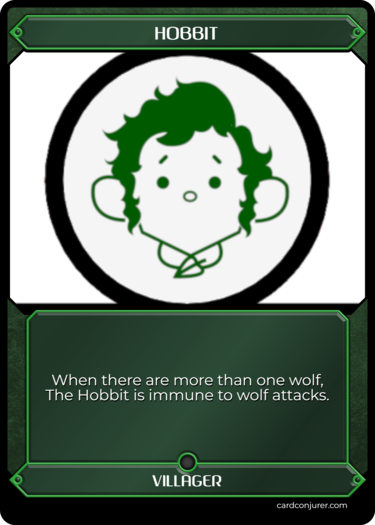 HOBBIT
When there are more than one wolf,
The Hobbit is immune to wolf attacks.
VILLAGER
cardconjurer.com